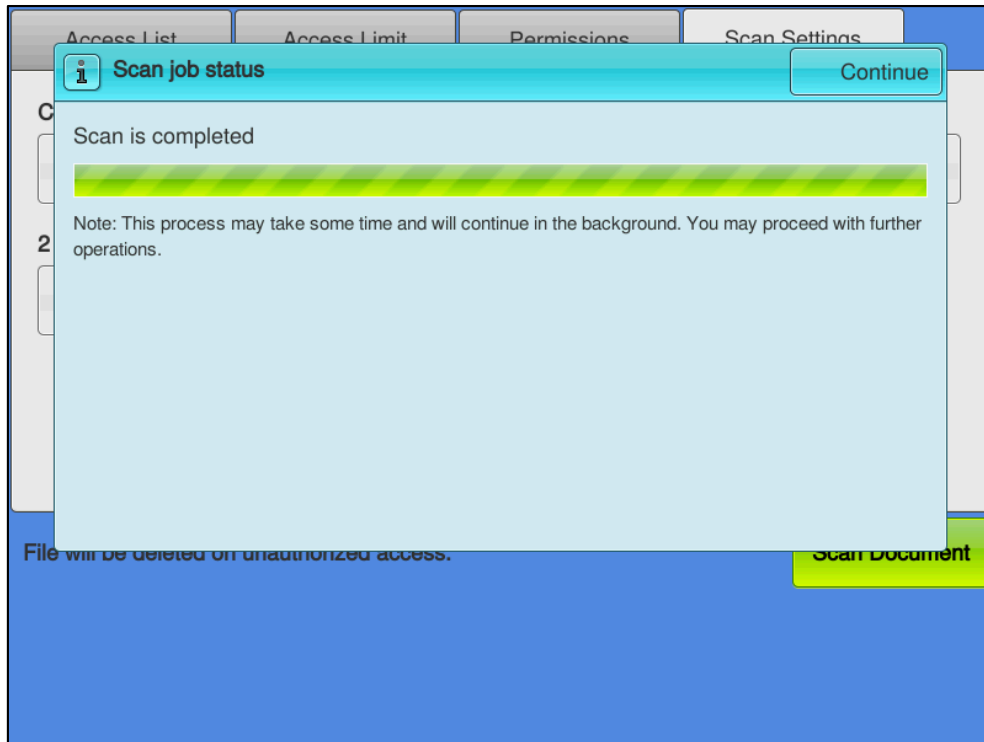 Access List
Access Limit
Permissions
Scan Settings
Scan job status
Continue
C
Scan is completed
Note: This process may take some time and will continue in the background. You may proceed with further
operations.
2
File will be deleted on unauthorized access.
Scan Document